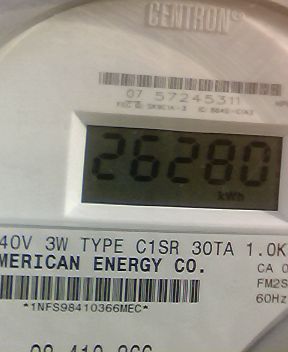 CENTRON®
07 57245311
26280
kWh
40V 3W TYPE C1SR 30TA 1.0K
MERICAN ENERGY CO.
CA 0
FM2S
60Hz
*1NFS98410366MEC*